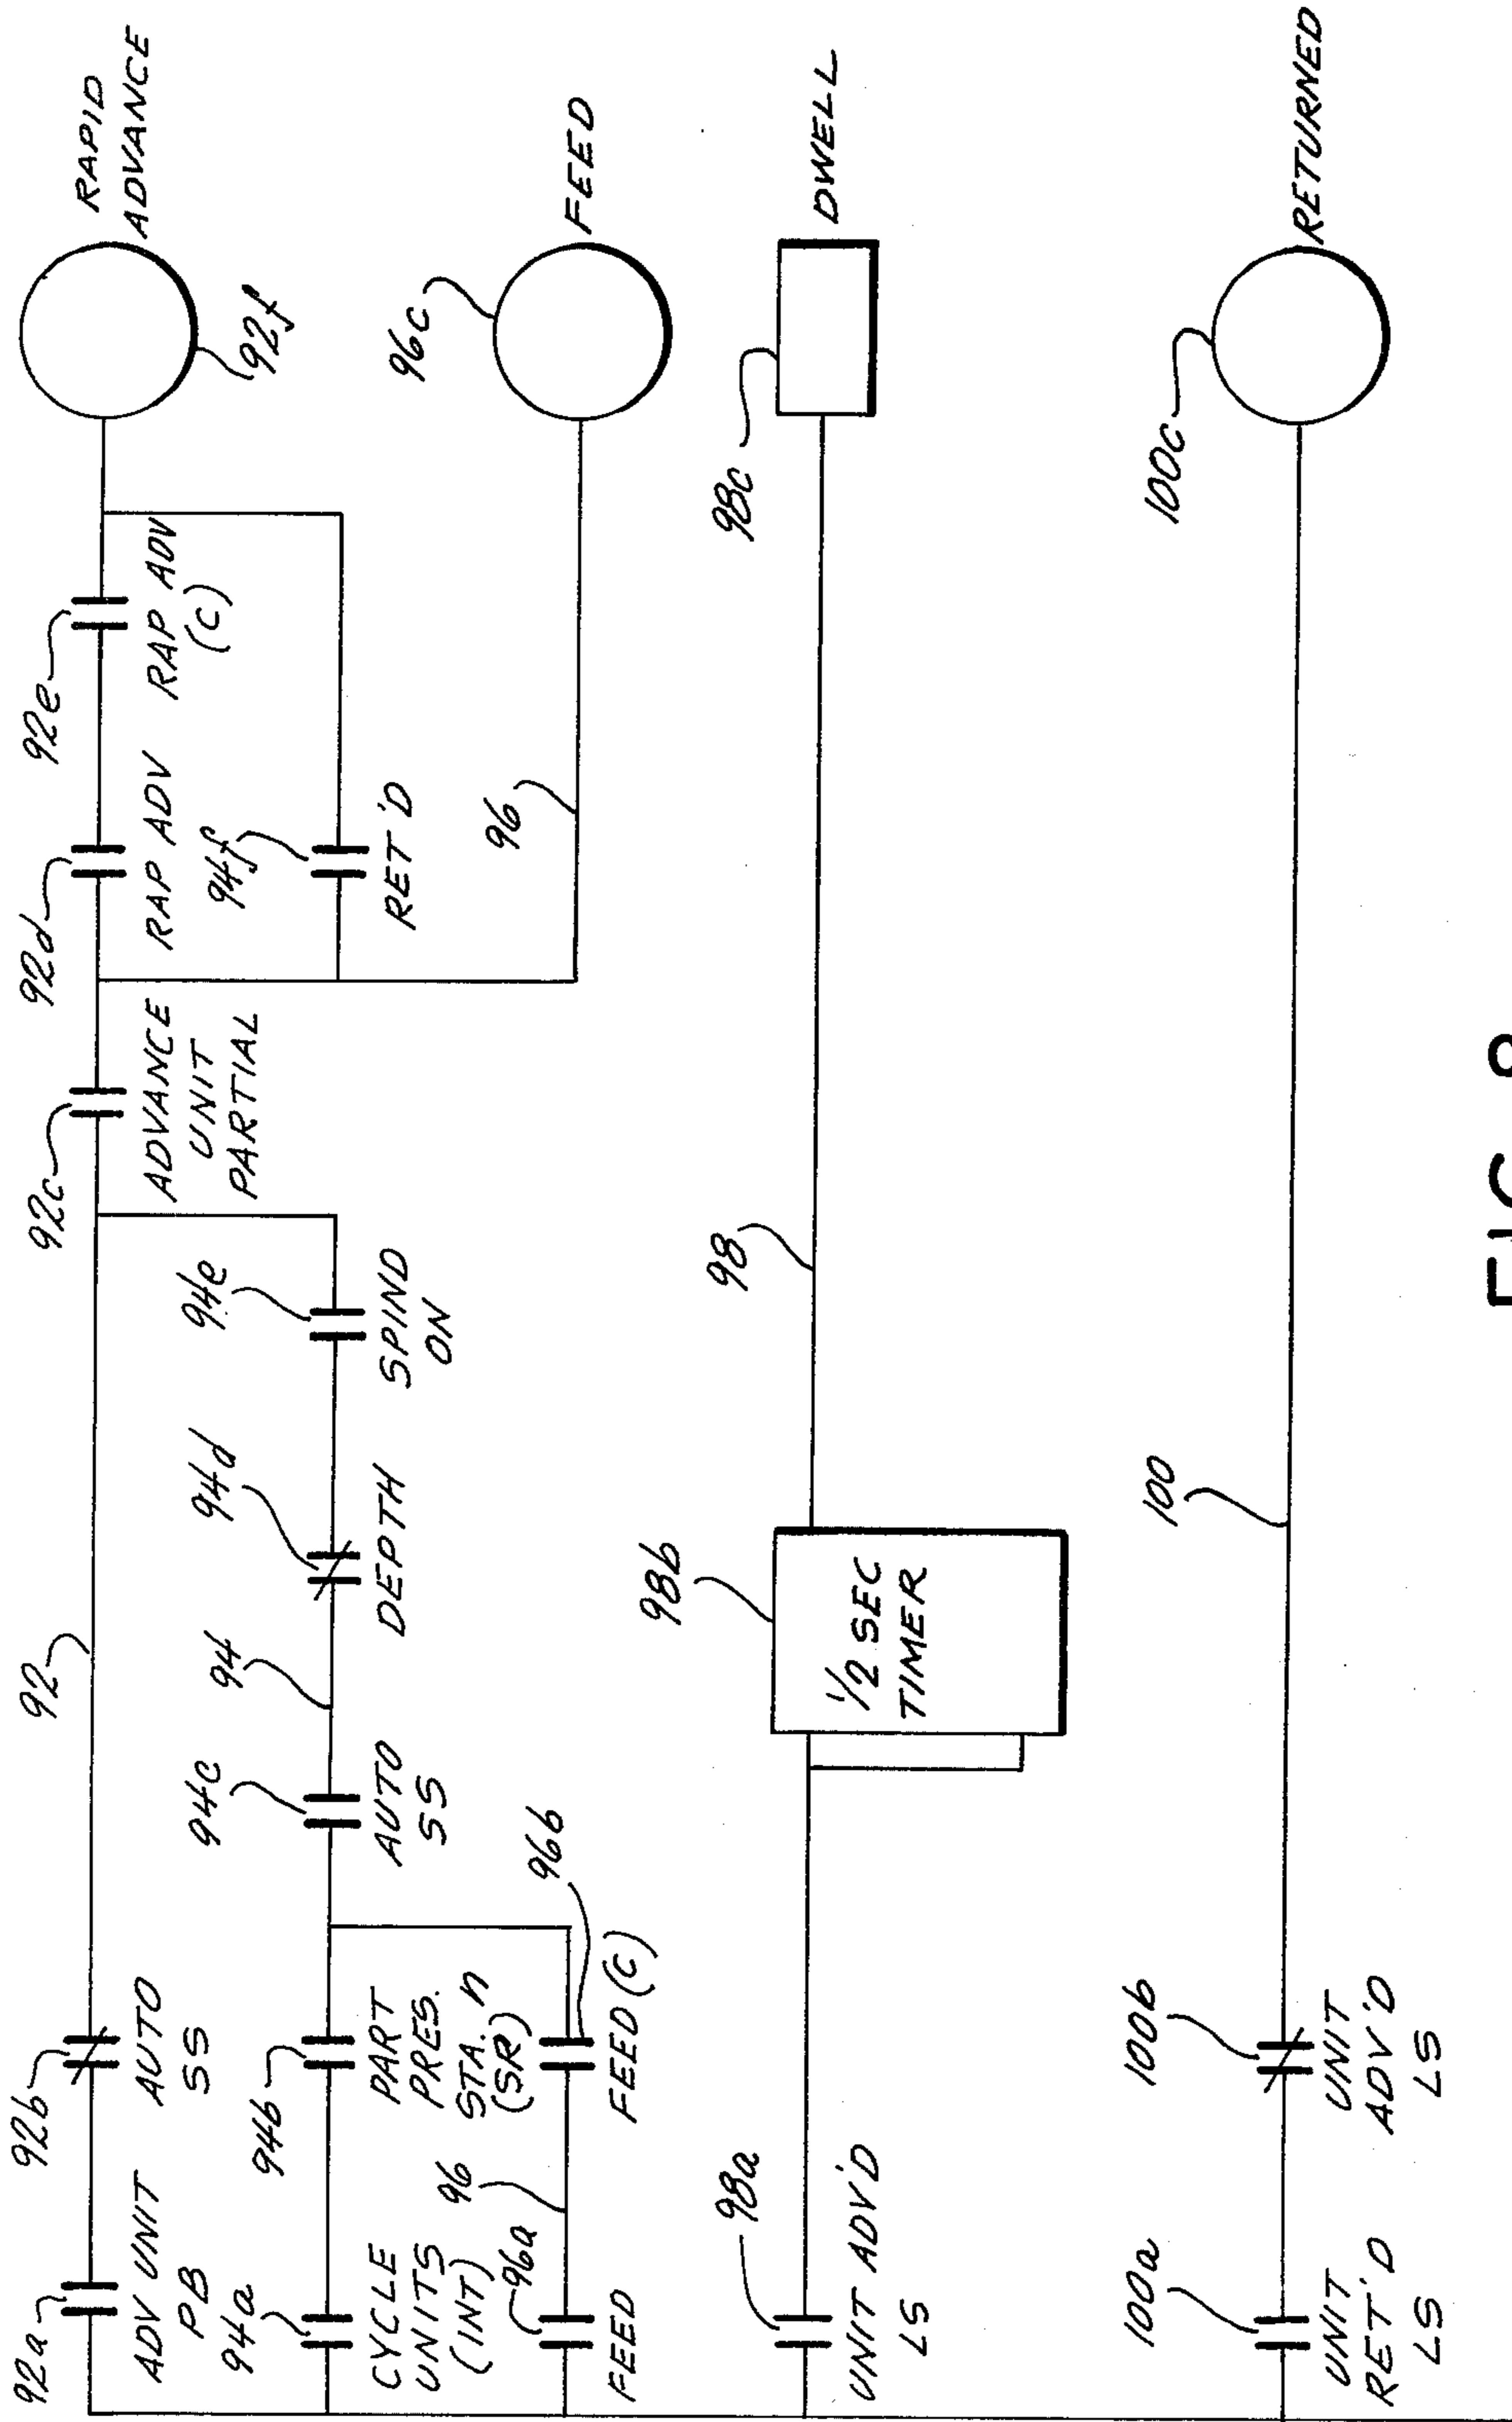 92a
92b
92
92c
92d
92e
ADV UNIT
PB
AUTO
SS
ADVANCE
UNIT
PARTIAL
RAP ADV
RAP ADV
(C)
RAPID
ADVANCE
92f
94a
94b
94c
94
94d
94e
94f
CYCLE
UNITS
(INT)
PART
PRES.
STA. n
(SR)
AUTO
SS
DEPTH
SPIND
ON
RET'D
96a
96
96b
96
96c
FEED
FEED (C)
FEED
98a
98b
98
98c
UNIT ADV'D
LS
1/2 SEC
TIMER
DWELL
100a
100b
100
100c
UNIT
RET'D
LS
UNIT
ADV'D
LS
RETURNED